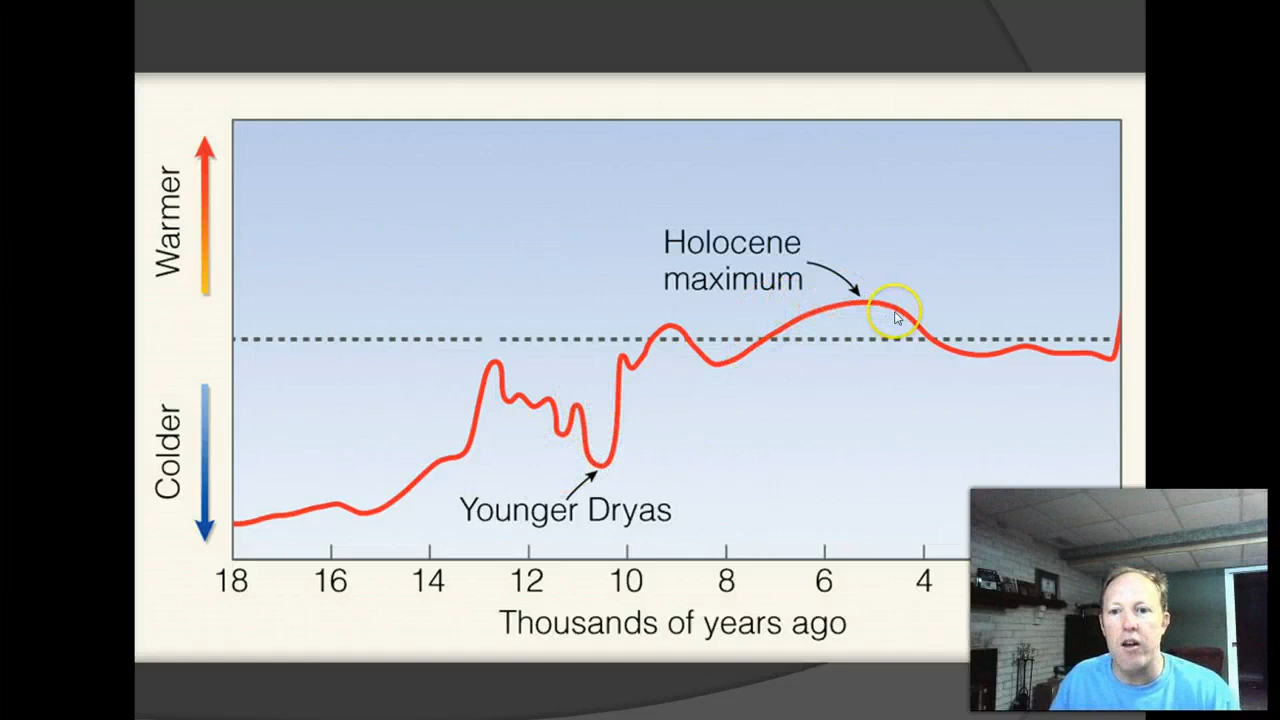 Warmer
Colder
Holocene
maximum
Younger Dryas
18 16 14 12 10 8 6 4
Thousands of years ago